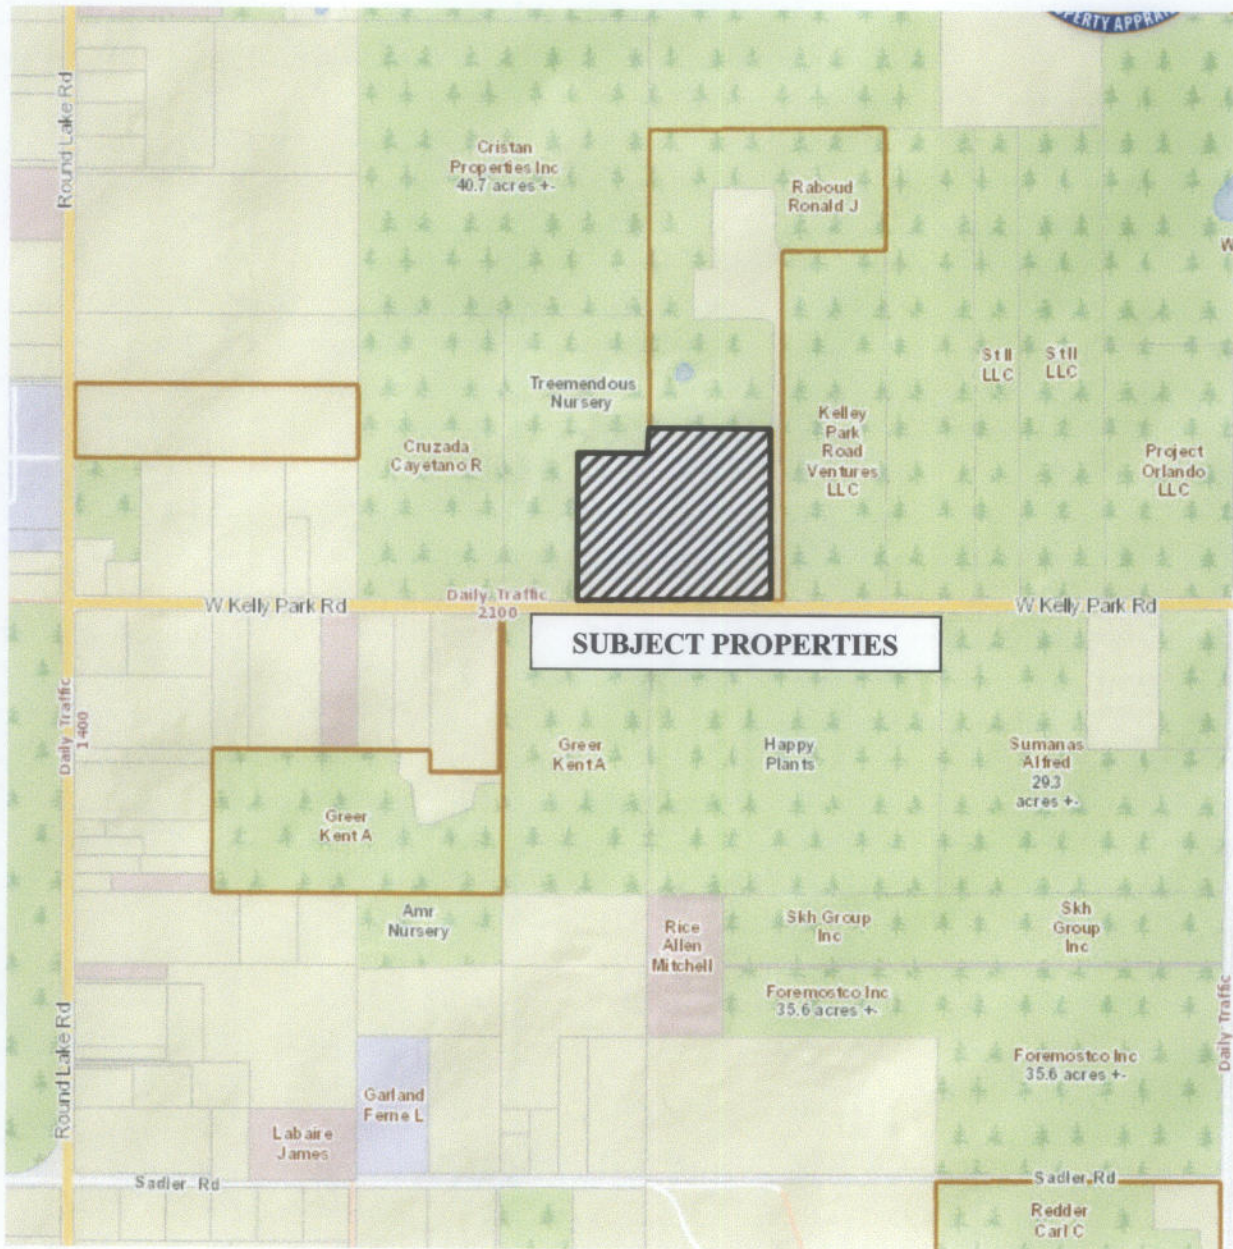 PERTY APPRAI
Round Lake Rd
Cristan
Properties Inc
40.7 acres +-
Raboud
Ronald J
W
St II
LLC
St II
LLC
Treemendous
Nursery
Kelley
Park
Road
Ventures
LLC
Cruzada
Cayetano R
Project
Orlando
LLC
W Kelly Park Rd
Daily Traffic
2100
W Kelly Park Rd
SUBJECT PROPERTIES
Daily Traffic
1400
Greer
Kent A
Happy
Plants
Sumanas
Alfred
29.3
acres +-
Greer
Kent A
Amr
Nursery
Rice
Allen
Mitchell
Skh Group
Inc
Skh
Group
Inc
Foremostco Inc
35.6 acres +-
Daily Traffic
Round Lake Rd
Foremostco Inc
35.6 acres +-
Garland
Ferne L
Labaire
James
Sadler Rd
Sadler Rd
Redder
Carl C